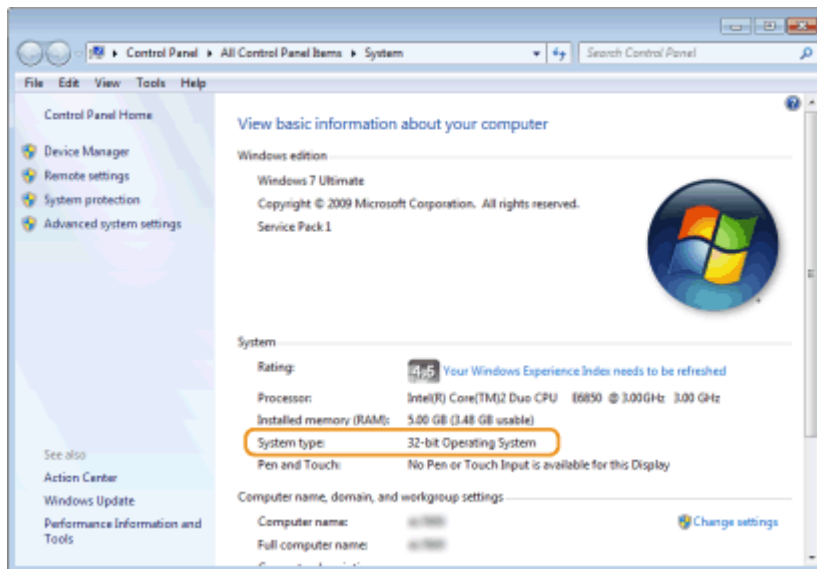 Control Panel ▸ All Control Panel Items ▸ System
Search Control Panel
File Edit View Tools Help
Control Panel Home
Device Manager
Remote settings
System protection
Advanced system settings
See also
Action Center
Windows Update
Performance Information and
Tools
View basic information about your computer
Windows edition
Windows 7 Ultimate
Copyright © 2009 Microsoft Corporation. All rights reserved.
Service Pack 1
System
Rating: 4,5 Your Windows Experience Index needs to be refreshed
Processor: Intel(R) Core(TM)2 Duo CPU E6850 @ 3.00GHz 3.00 GHz
Installed memory (RAM): 5.00 GB (3.48 GB usable)
System type: 32-bit Operating System
Pen and Touch: No Pen or Touch Input is available for this Display
Computer name, domain, and workgroup settings
Computer name:
Change settings
Full computer name: